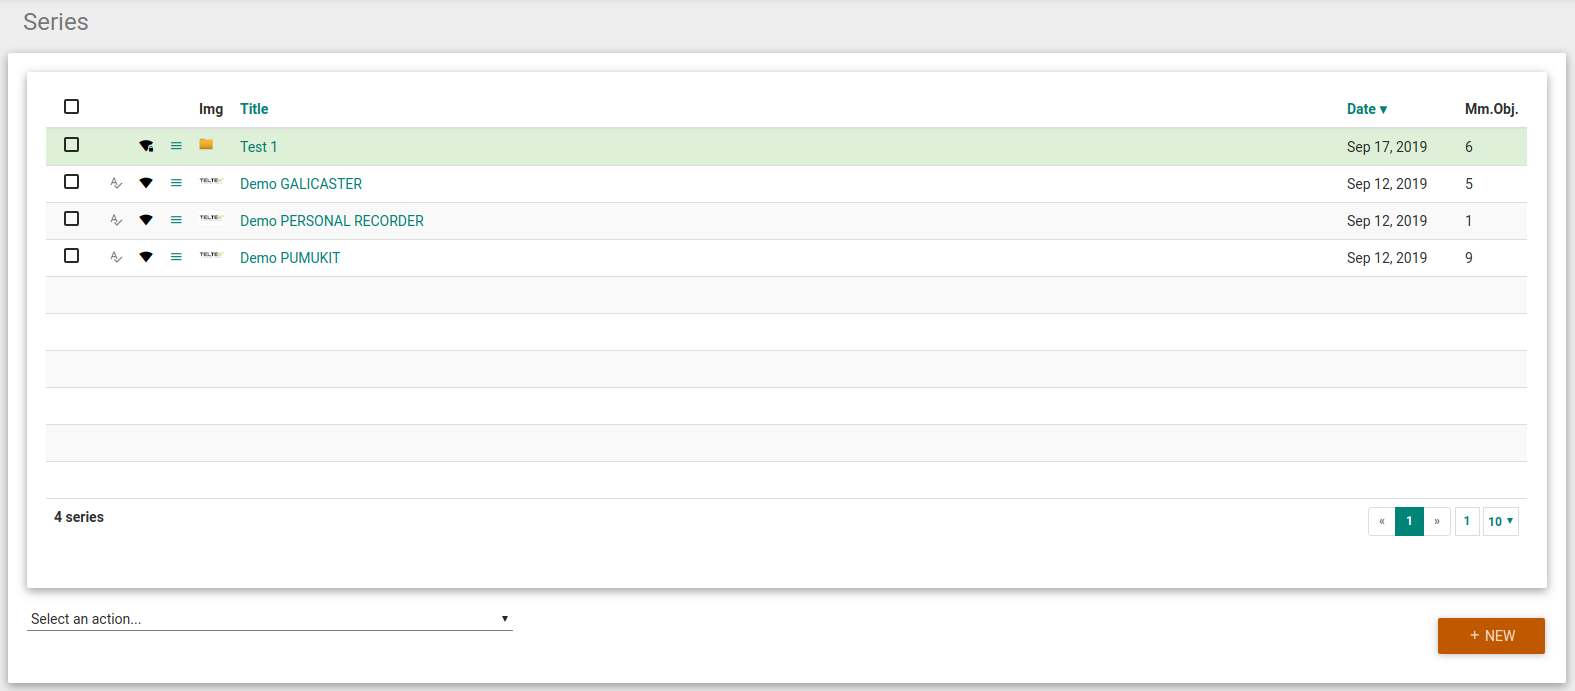 Series
Img Title Date ▾ Mm.Obj.
Test 1 Sep 17, 2019 6
TELTEK Demo GALICASTER Sep 12, 2019 5
TELTEK Demo PERSONAL RECORDER Sep 12, 2019 1
TELTEK Demo PUMUKIT Sep 12, 2019 9
4 series
« 1 » 1 10 ▾
Select an action... ▾
+ NEW